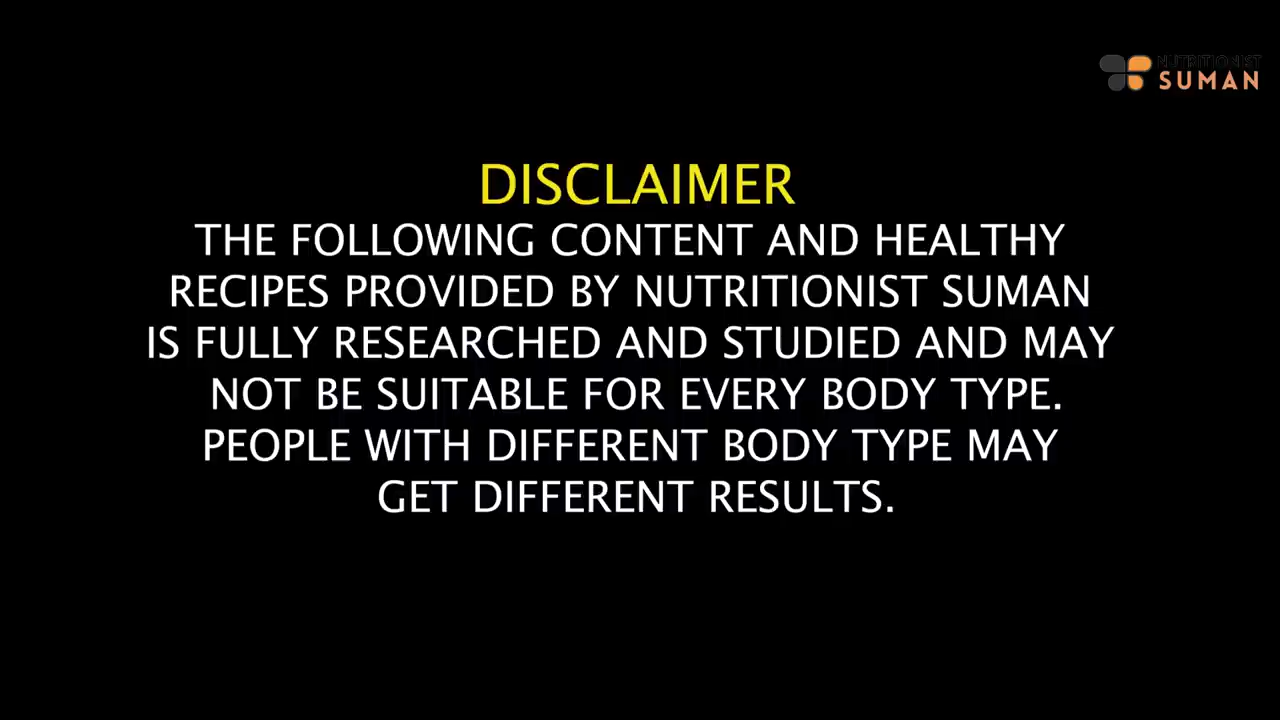 NUTRITIONIST
SUMAN
DISCLAIMER
THE FOLLOWING CONTENT AND HEALTHY
RECIPES PROVIDED BY NUTRITIONIST SUMAN
IS FULLY RESEARCHED AND STUDIED AND MAY
NOT BE SUITABLE FOR EVERY BODY TYPE.
PEOPLE WITH DIFFERENT BODY TYPE MAY
GET DIFFERENT RESULTS.